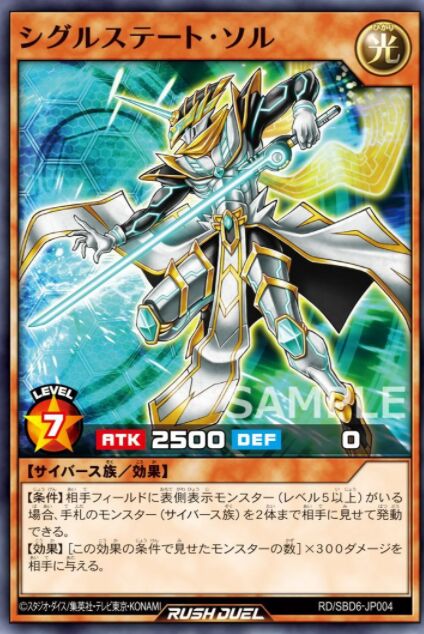 シグルステート・ソル
ひかり
光
SAMPLE
LEVEL
7
ATK 2500 DEF 0
【サイバース族/効果】
【条件】相手フィールドに表側表示モンスター(レベル5以上)がいる
場合、手札のモンスター(サイバース族)を2体まで相手に見せて発動
できる。
【効果】[この効果の条件で見せたモンスターの数]×300ダメージを
相手に与える。
©スタジオ・ダイス/集英社・テレビ東京・KONAMI RUSH DUEL RD/SBD6-JP004